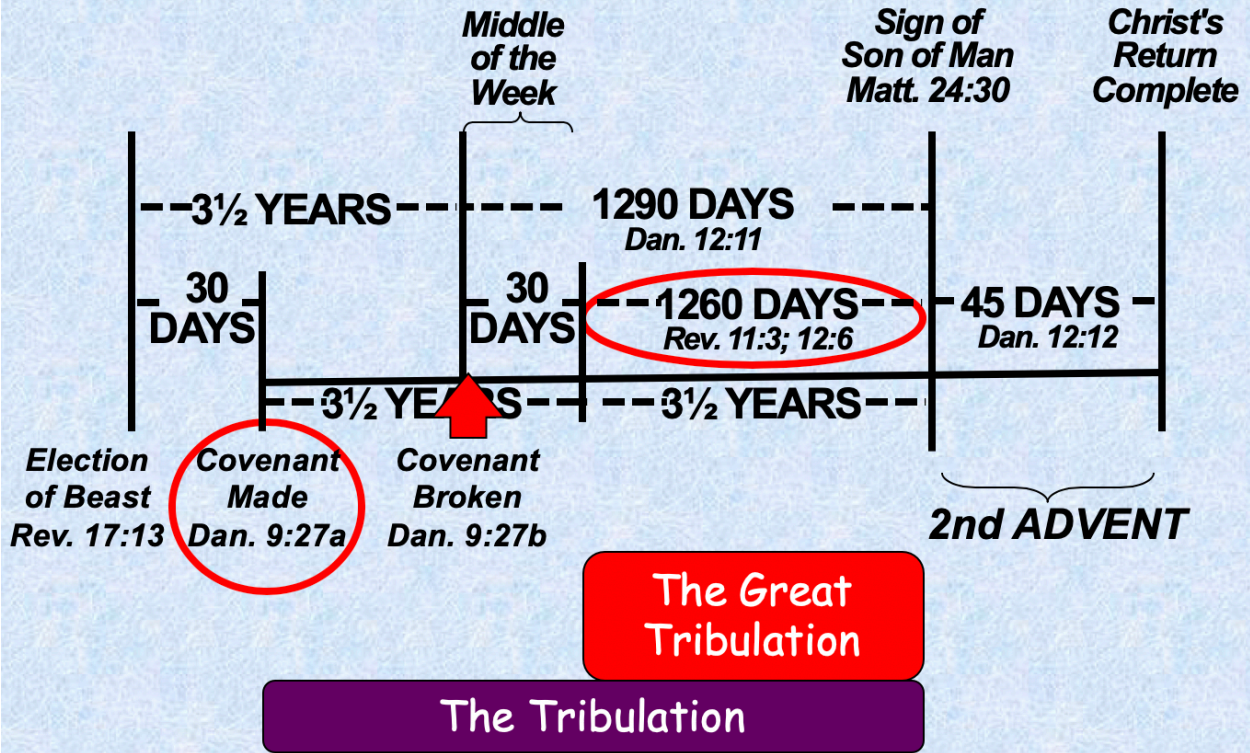 Middle
of the
Week
Sign of
Son of Man
Matt. 24:30
Christ's
Return
Complete
3½ YEARS
1290 DAYS
Dan. 12:11
30
DAYS
30
DAYS
1260 DAYS
Rev. 11:3; 12:6
45 DAYS
Dan. 12:12
3½ YEARS
3½ YEARS
Election
of Beast
Rev. 17:13
Covenant
Made
Dan. 9:27a
Covenant
Broken
Dan. 9:27b
2nd ADVENT
The Great
Tribulation
The Tribulation